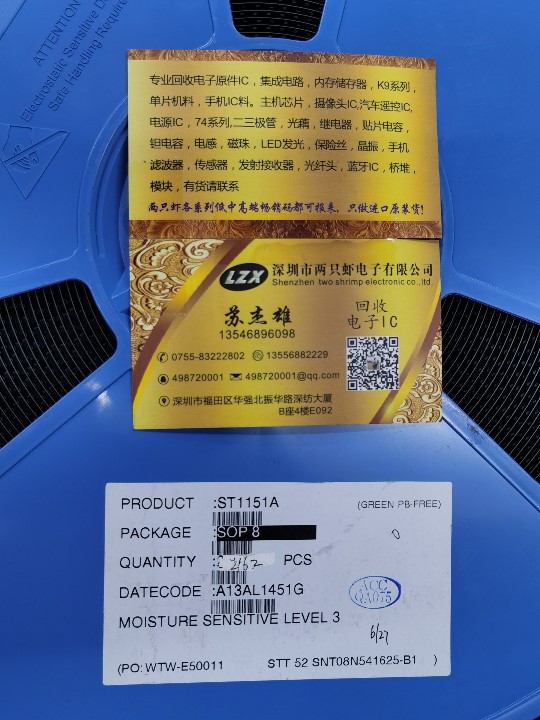 ATTENTION
Electrostatic Sensitive De
Safe Handling Require
专业回收电子原件IC，集成电路，内存储存器，K9系列，
单片机料，手机IC料。主机芯片，摄像头IC,汽车遥控IC,
电源IC，74系列,二三极管，光藕，继电器，贴片电容，
钽电容，电感，磁珠，LED发光，保险丝，晶振，手机
滤波器，传感器，发射接收器，光纤头，蓝牙IC，桥堆，
模块，有货请联系
两只虾各系列低中高端畅销码都可报来，只做进口原装货！
LZX 深圳市两只虾电子有限公司
Shenzhen two shrimp electronic co.,ltd.
苏杰雄
13546896098
回收
电子IC
0755-83222802 13556882229
498720001 498720001@qq.com
深圳市福田区华强北振华路深纺大厦
B座4楼E092
PRODUCT :ST1151A (GREEN PB-FREE)
PACKAGE :SOP 8 0
QUANTITY : 2162 PCS
DATECODE :A13AL1451G
ACC
QA075
MOISTURE SENSITIVE LEVEL 3
6/27
(PO: WTW-E50011 STT 52 SNT08N541625-B1 )